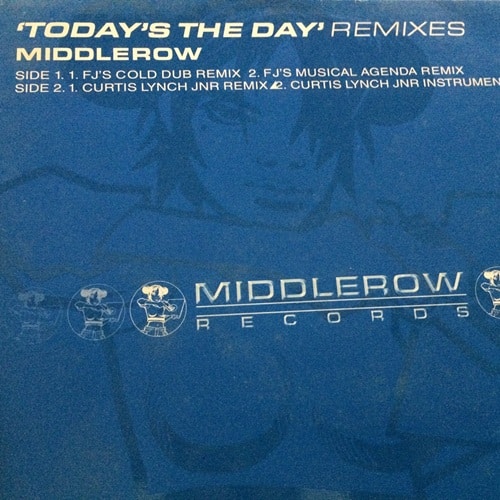 ‘TODAY’S THE DAY’ REMIXES
MIDDLEROW
SIDE 1. 1. FJ’S COLD DUB REMIX 2. FJ’S MUSICAL AGENDA REMIX
SIDE 2. 1. CURTIS LYNCH JNR REMIX 2. CURTIS LYNCH JNR INSTRUMEN
MIDDLEROW
RECORDS